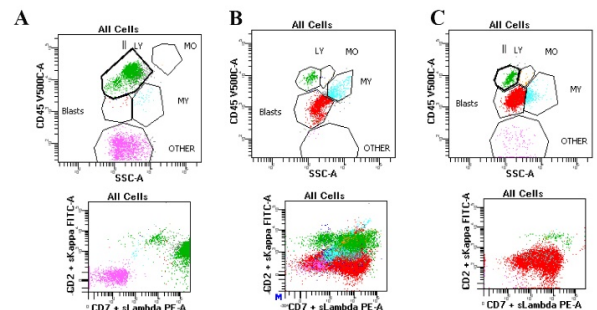 A
B
C
All Cells
All Cells
All Cells
LY
MO
MY
Blasts
OTHER
CD45 V500C-A
SSC-A
LY
MO
MY
Blasts
OTHER
CD45 V500C-A
SSC-A
LY
MO
MY
Blasts
OTHER
CD45 V500C-A
SSC-A
All Cells
All Cells
All Cells
CD2 + sKappa FITC-A
CD7 + sLambda PE-A
CD2 + sKappa FITC-A
M
CD7 + sLambda PE-A
CD2 + sKappa FITC-A
CD7 + sLambda PE-A